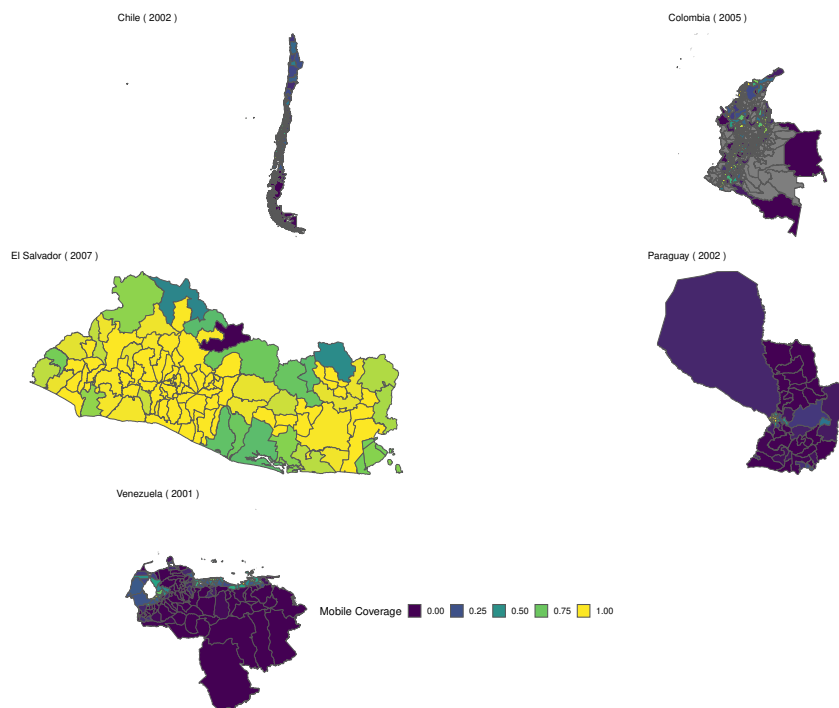 Chile ( 2002 )
Colombia ( 2005 )
El Salvador ( 2007 )
Paraguay ( 2002 )
Venezuela ( 2001 )
Mobile Coverage 0.00 0.25 0.50 0.75 1.00